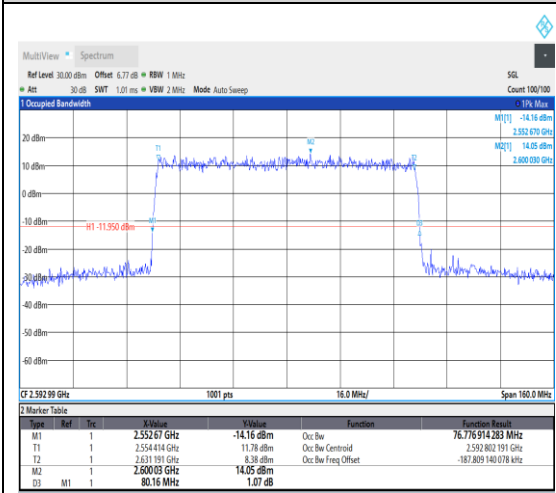 MultiView Spectrum
Ref Level 30.00 dBm Offset 6.77 dB RBW 1 MHz SGL
Att 30 dB SWT 1.01 ms VBW 2 MHz Mode Auto Sweep Count 100/100
1 Occupied Bandwidth 1Pk Max
M1[1] -14.16 dBm
2.552 670 GHz
M2[1] 14.05 dBm
2.600 030 GHz
20 dBm
T1
M2
10 dBm
0 dBm
-10 dBm
H1 -11.950 dBm
-20 dBm
-30 dBm
-40 dBm
-50 dBm
-60 dBm
CF 2.592 99 GHz 1001 pts 16.0 MHz/ Span 160.0 MHz
2 Marker Table
Type Ref Trc X-Value Y-Value Function Function Result
M1 1 2.552 67 GHz -14.16 dBm Occ Bw 76.776 914 283 MHz
T1 1 2.554 414 GHz 11.78 dBm Occ Bw Centroid 2.592 802 191 GHz
T2 1 2.631 191 GHz 8.38 dBm Occ Bw Freq Offset -187.809 140 078 kHz
M2 1 2.600 03 GHz 14.05 dBm
D3 M1 1 80.16 MHz 1.07 dB